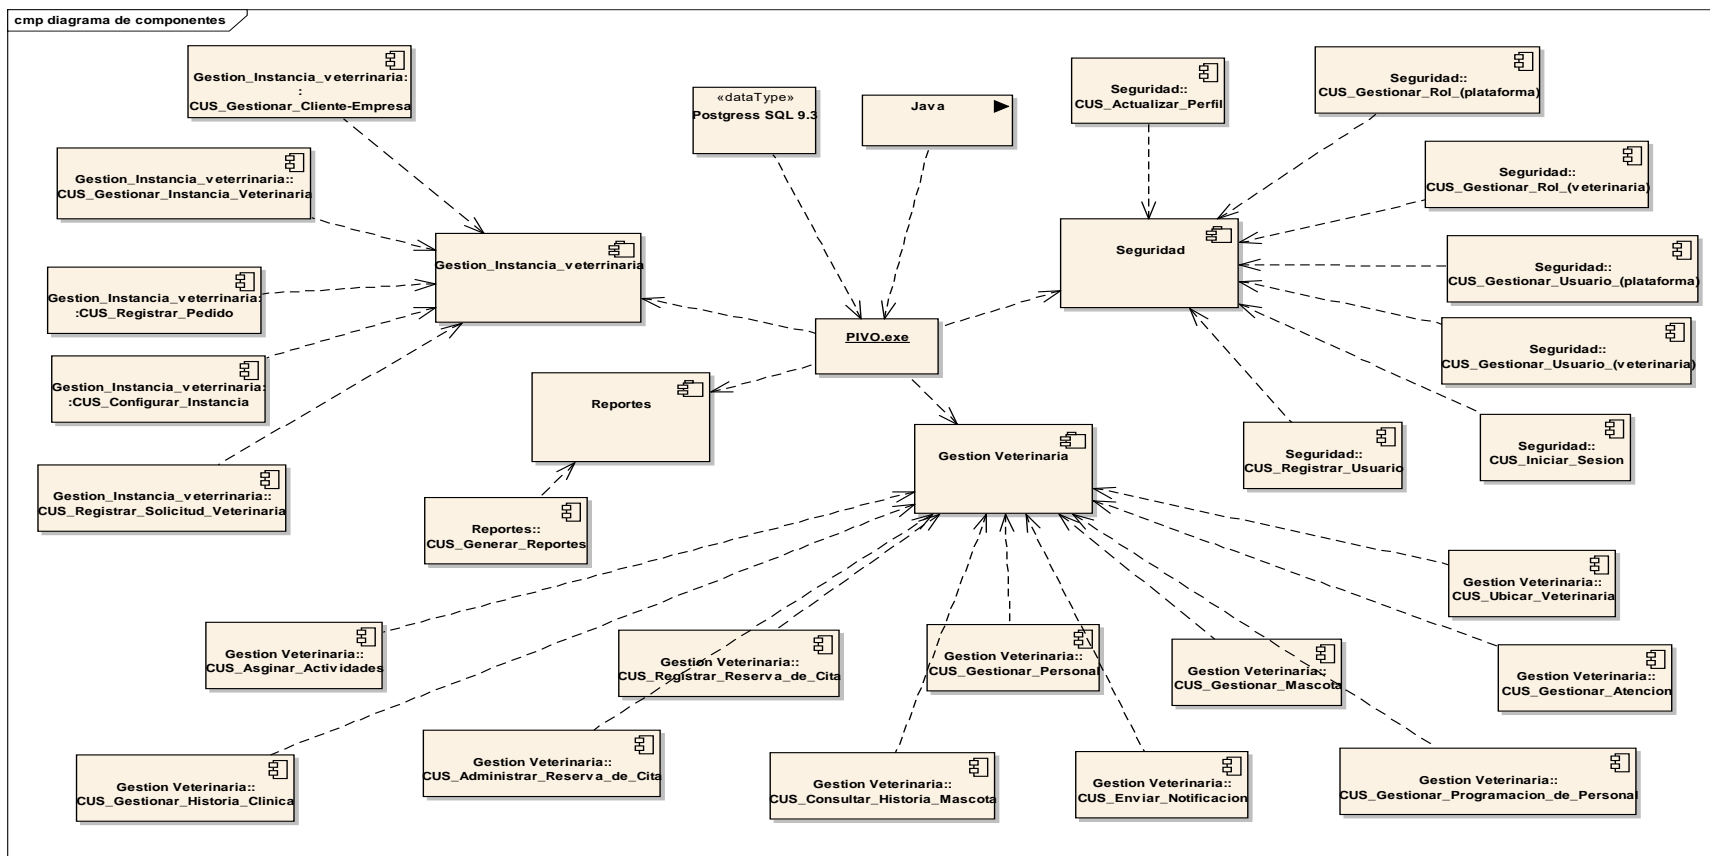 cmp diagrama de componentes
Gestion_Instancia_veterrinaria:
:
CUS_Gestionar_Cliente-Empresa
«dataType»
Postgress SQL 9.3
Java
Seguridad::
CUS_Actualizar_Perfil
Seguridad::
CUS_Gestionar_Rol_(plataforma)
Gestion_Instancia_veterrinaria::
CUS_Gestionar_Instancia_Veterinaria
Seguridad::
CUS_Gestionar_Rol_(veterinaria)
Gestion_Instancia_veterrinaria
Seguridad
Seguridad::
CUS_Gestionar_Usuario_(plataforma)
Gestion_Instancia_veterrinaria:
:CUS_Registrar_Pedido
PIVO.exe
Seguridad::
CUS_Gestionar_Usuario_(veterinaria)
Gestion_Instancia_veterrinaria:
:CUS_Configurar_Instancia
Reportes
Gestion Veterinaria
Seguridad::
CUS_Registrar_Usuario
Seguridad::
CUS_Iniciar_Sesion
Gestion_Instancia_veterrinaria::
CUS_Registrar_Solicitud_Veterinaria
Reportes::
CUS_Generar_Reportes
Gestion Veterinaria::
CUS_Ubicar_Veterinaria
Gestion Veterinaria::
CUS_Asginar_Actividades
Gestion Veterinaria::
CUS_Registrar_Reserva_de_Cita
Gestion Veterinaria::
CUS_Gestionar_Personal
Gestion Veterinaria::
CUS_Gestionar_Mascota
Gestion Veterinaria::
CUS_Gestionar_Atencion
Gestion Veterinaria::
CUS_Gestionar_Historia_Clinica
Gestion Veterinaria::
CUS_Administrar_Reserva_de_Cita
Gestion Veterinaria::
CUS_Consultar_Historia_Mascota
Gestion Veterinaria::
CUS_Enviar_Notificacion
Gestion Veterinaria::
CUS_Gestionar_Programacion_de_Personal